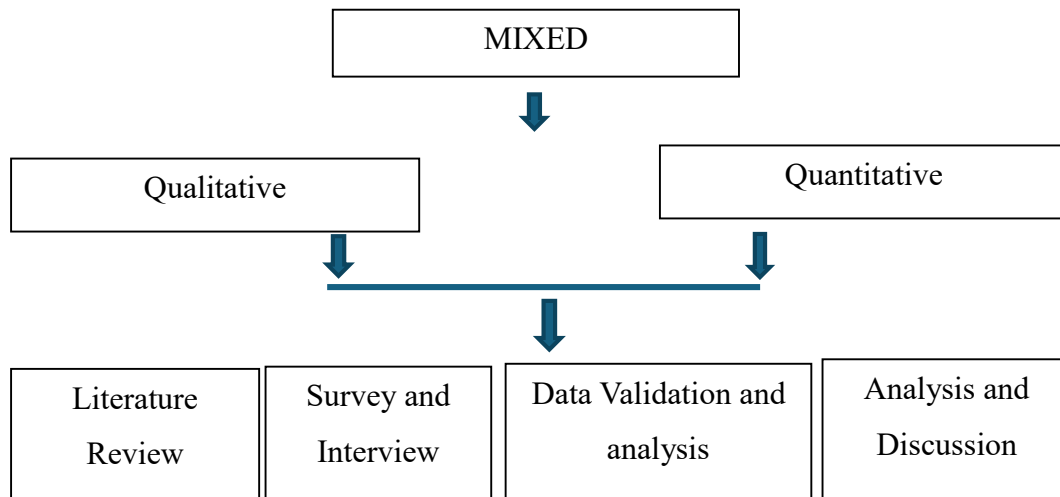 MIXED
Qualitative
Quantitative
Literature
Review
Survey and
Interview
Data Validation and
analysis
Analysis and
Discussion